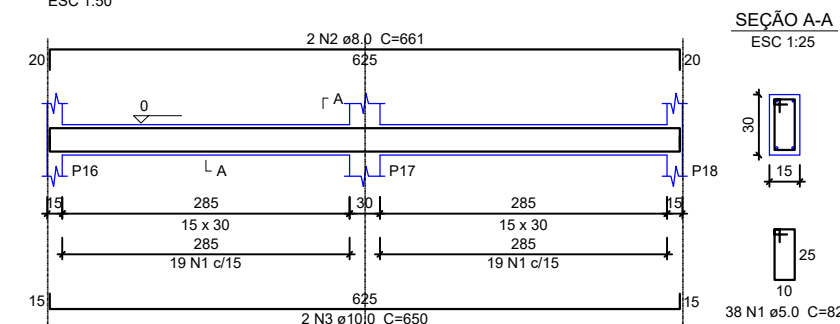 ESC 1:50
SEÇÃO A-A
ESC 1:25
2 N2 ø8.0 C=661
20 625 20
A
0
A
P16 P17 P18
30
15
15 285 30 285 15
15 x 30 15 x 30
285 285
19 N1 c/15 19 N1 c/15
25
10
38 N1 ø5.0 C=82
15 625 15
2 N3 ø10.0 C=650